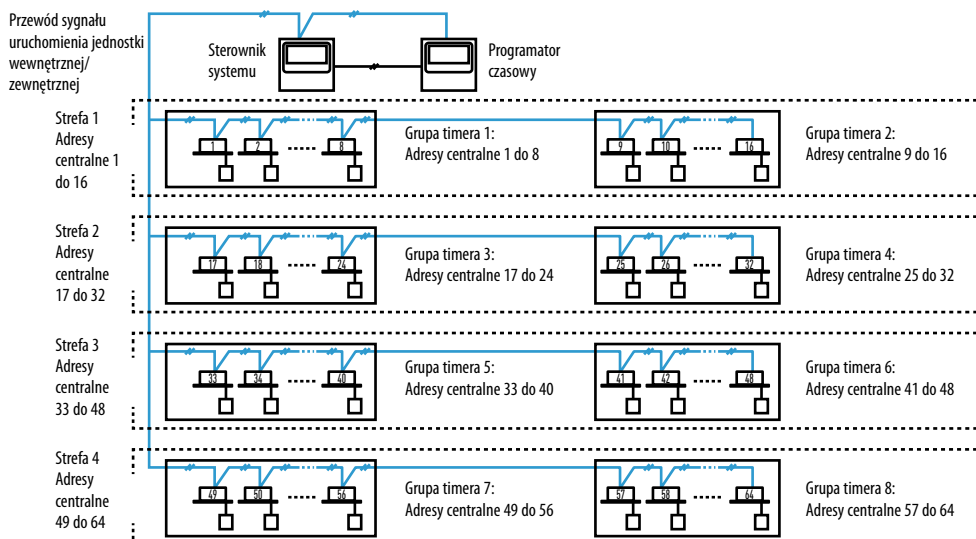 Przewód sygnału
uruchomienia jednostki
wewnętrznej/
zewnętrznej
Sterownik
systemu
Programator
czasowy
Strefa 1
Adresy
centralne 1
do 16
1 2 8
Grupa timera 1:
Adresy centralne 1 do 8
9 10 16
Grupa timera 2:
Adresy centralne 9 do 16
Strefa 2
Adresy
centralne
17 do 32
17 18 24
Grupa timera 3:
Adresy centralne 17 do 24
25 26 32
Grupa timera 4:
Adresy centralne 25 do 32
Strefa 3
Adresy
centralne
33 do 48
33 34 40
Grupa timera 5:
Adresy centralne 33 do 40
41 42 48
Grupa timera 6:
Adresy centralne 41 do 48
Strefa 4
Adresy
centralne
49 do 64
49 50 56
Grupa timera 7:
Adresy centralne 49 do 56
57 58 64
Grupa timera 8:
Adresy centralne 57 do 64